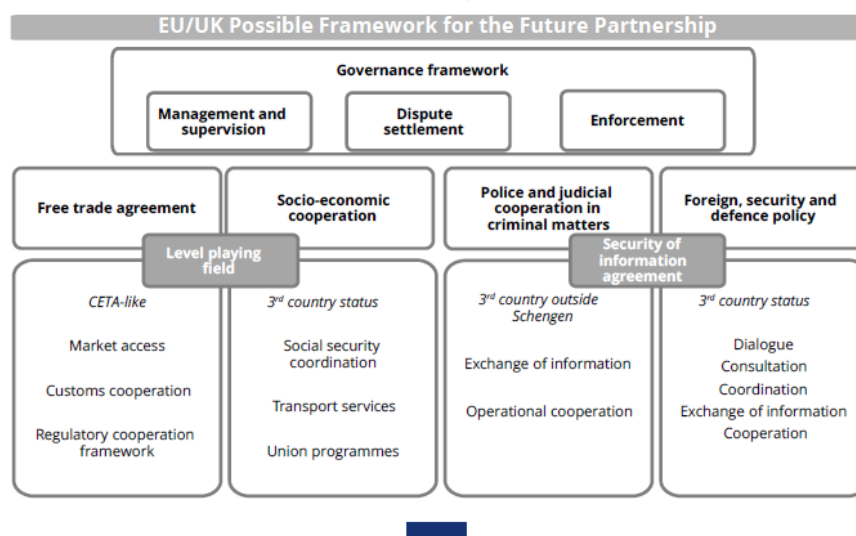 EU/UK Possible Framework for the Future Partnership
Governance framework
Management and
supervision
Dispute
settlement
Enforcement
Free trade agreement
Socio-economic
cooperation
Police and judicial
cooperation in
criminal matters
Foreign, security and
defence policy
Level playing
field
Security of
information
agreement
CETA-like
Market access
Customs cooperation
Regulatory cooperation
framework
3rd country status
Social security
coordination
Transport services
Union programmes
3rd country outside
Schengen
Exchange of information
Operational cooperation
3rd country status
Dialogue
Consultation
Coordination
Exchange of information
Cooperation